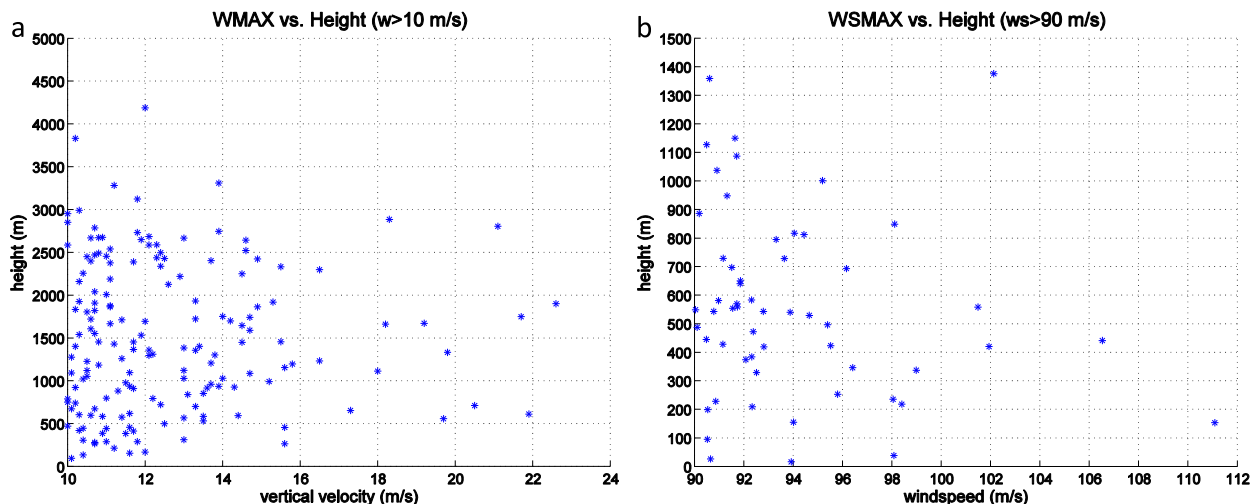 a
WMAX vs. Height (w>10 m/s)
5000
4500
4000
3500
3000
2500
2000
1500
1000
500
0
height (m)
10 12 14 16 18 20 22 24
vertical velocity (m/s)
b
WSMAX vs. Height (ws>90 m/s)
1500
1400
1300
1200
1100
1000
900
800
700
600
500
400
300
200
100
0
height (m)
90 92 94 96 98 100 102 104 106 108 110 112
windspeed (m/s)